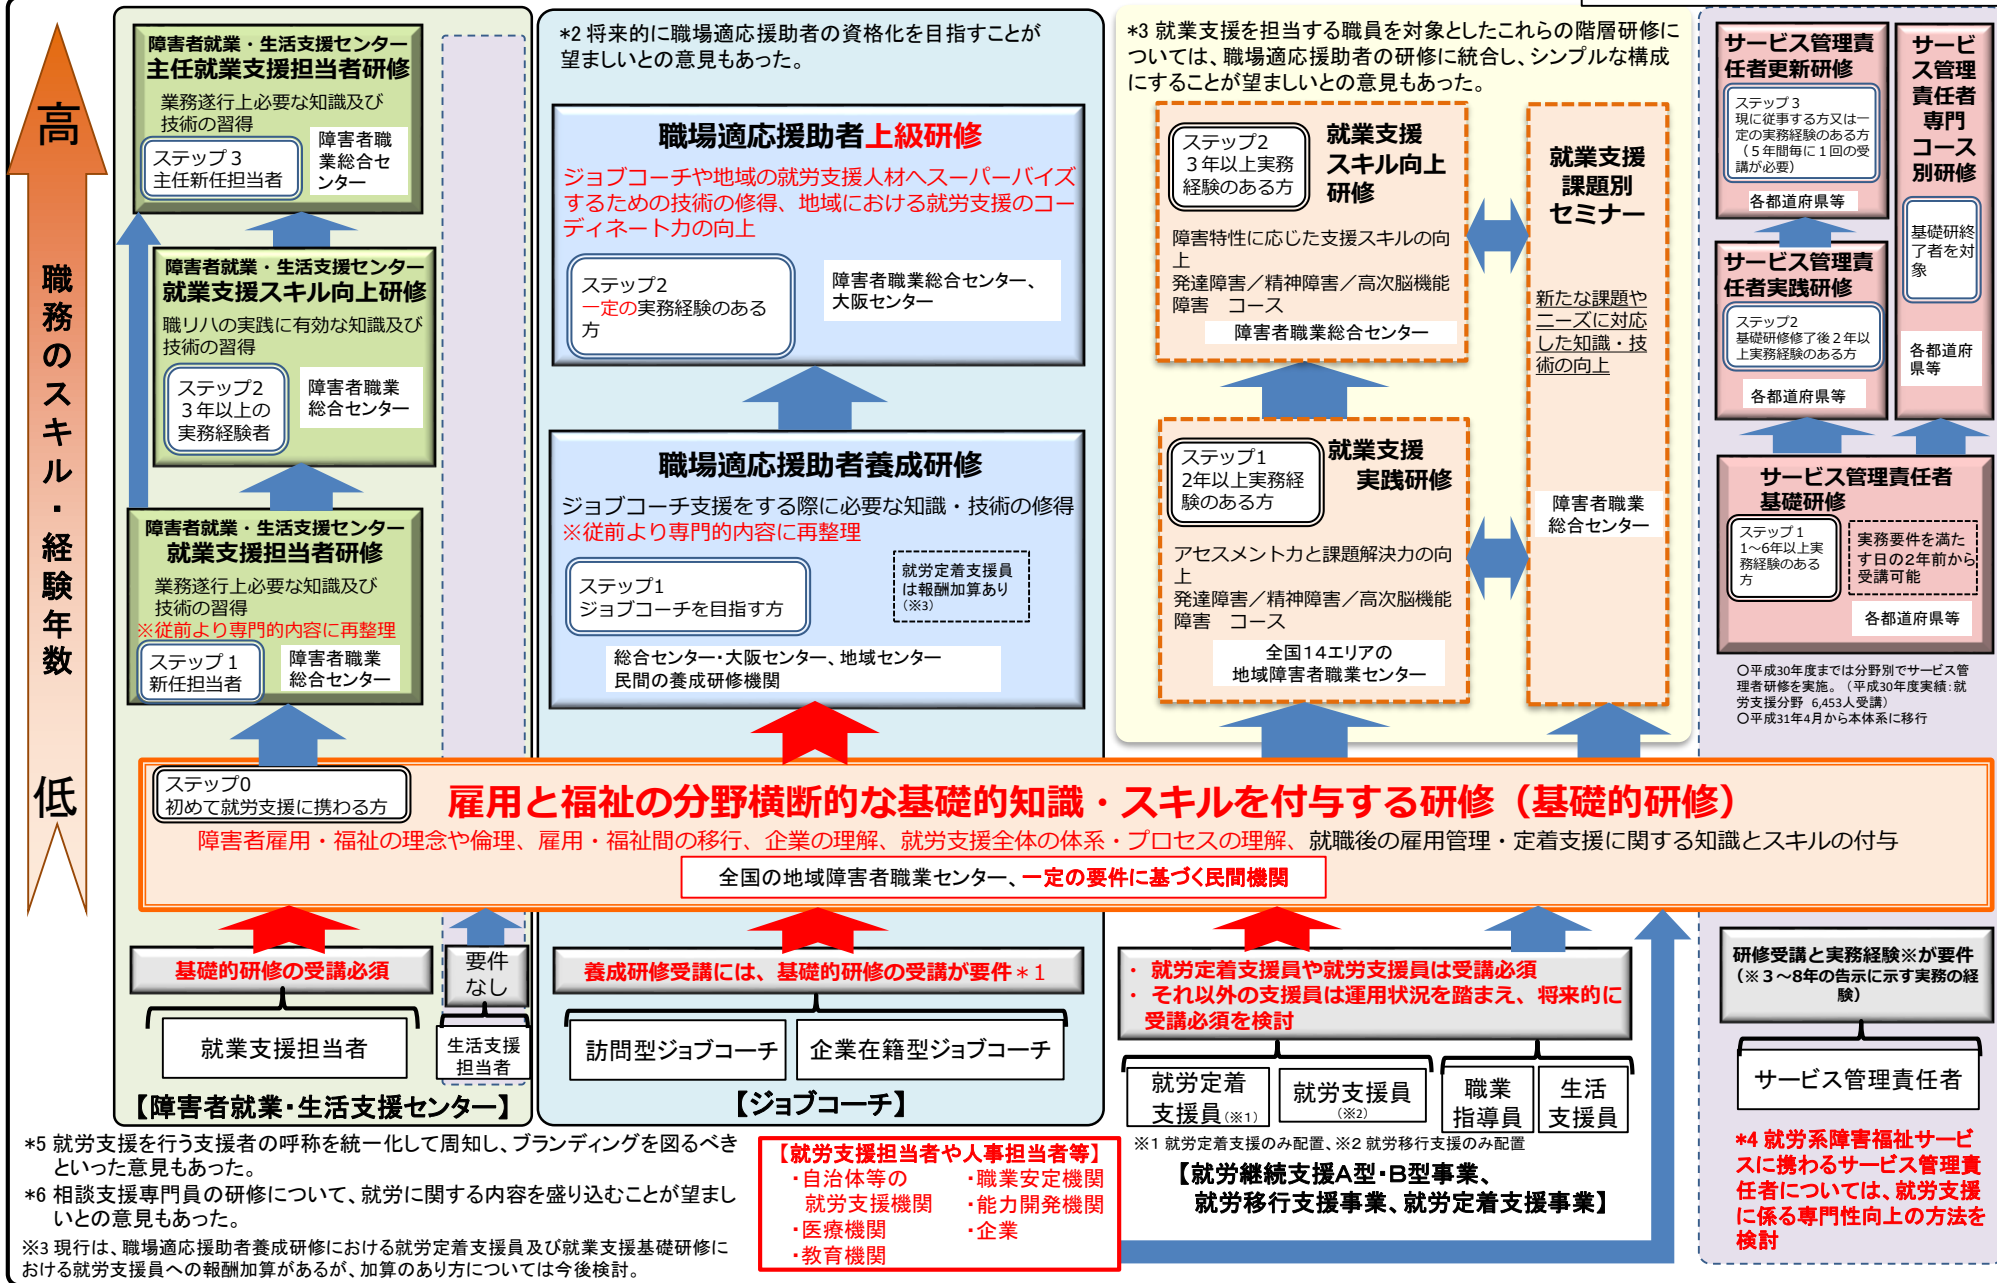 高
職務のスキル・経験年数
低
障害者就業・生活支援センター
主任就業支援担当者研修
業務遂行上必要な知識及び
技術の習得
ステップ3
主任新任担当者
障害者職
業総合セ
ンター
障害者就業・生活支援センター
就業支援スキル向上研修
職リハの実践に有効な知識及び
技術の習得
ステップ2
3年以上の
実務経験者
障害者職業
総合センター
障害者就業・生活支援センター
就業支援担当者研修
業務遂行上必要な知識及び
技術の習得
※従前より専門的内容に再整理
ステップ1
新任担当者
障害者職業
総合センター
*2 将来的に職場適応援助者の資格化を目指すことが
望ましいとの意見もあった。
職場適応援助者上級研修
ジョブコーチや地域の就労支援人材へスーパーバイズ
するための技術の修得、地域における就労支援のコー
ディネート力の向上
ステップ2
一定の実務経験のある
方
障害者職業総合センター、
大阪センター
職場適応援助者養成研修
ジョブコーチ支援をする際に必要な知識・技術の修得
※従前より専門的内容に再整理
ステップ1
ジョブコーチを目指す方
就労定着支援員
は報酬加算あり
(※3)
総合センター・大阪センター、地域センター
民間の養成研修機関
*3 就業支援を担当する職員を対象としたこれらの階層研修に
ついては、職場適応援助者の研修に統合し、シンプルな構成
にすることが望ましいとの意見もあった。
ステップ2
3年以上実務
経験のある方
就業支援
スキル向上
研修
障害特性に応じた支援スキルの向
上
発達障害/精神障害/高次脳機能
障害 コース
障害者職業総合センター
ステップ1
2年以上実務経
験のある方
就業支援
実践研修
アセスメント力と課題解決力の向
上
発達障害/精神障害/高次脳機能
障害 コース
全国14エリアの
地域障害者職業センター
就業支援
課題別
セミナー
新たな課題や
ニーズに対応
した知識・技
術の向上
障害者職業
総合センター
サービス管理責
任者更新研修
ステップ3
現に従事する方又は一
定の実務経験のある方
(5年間毎に1回の受
講が必要)
各都道府県等
サービス管理責
任者実践研修
ステップ2
基礎研修修了後2年以
上実務経験のある方
各都道府県等
サービ
ス管理
責任者
専門
コース
別研修
基礎研終
了者を対
象
各都道府
県等
サービス管理責任者
基礎研修
ステップ1
1~6年以上実
務経験のある
方
実務要件を満た
す日の2年前から
受講可能
各都道府県等
○平成30年度までは分野別でサービス管
理者研修を実施。(平成30年度実績:就
労支援分野 6,453人受講)
○平成31年4月から本体系に移行
ステップ0
初めて就労支援に携わる方
雇用と福祉の分野横断的な基礎的知識・スキルを付与する研修(基礎的研修)
障害者雇用・福祉の理念や倫理、雇用・福祉間の移行、企業の理解、就労支援全体の体系・プロセスの理解、就職後の雇用管理・定着支援に関する知識とスキルの付与
全国の地域障害者職業センター、一定の要件に基づく民間機関
基礎的研修の受講必須
就業支援担当者
要件
なし
生活支援
担当者
【障害者就業・生活支援センター】
養成研修受講には、基礎的研修の受講が要件*1
訪問型ジョブコーチ
企業在籍型ジョブコーチ
【ジョブコーチ】
・ 就労定着支援員や就労支援員は受講必須
・ それ以外の支援員は運用状況を踏まえ、将来的に
受講必須を検討
就労定着
支援員(※1)
就労支援員
(※2)
職業
指導員
生活
支援員
※1 就労定着支援のみ配置、※2 就労移行支援のみ配置
【就労継続支援A型・B型事業、
就労移行支援事業、就労定着支援事業】
研修受講と実務経験※が要件
(※3~8年の告示に示す実務の経
験)
サービス管理責任者
*4 就労系障害福祉サービ
スに携わるサービス管理責
任者については、就労支援
に係る専門性向上の方法を
検討
*5 就労支援を行う支援者の呼称を統一化して周知し、ブランディングを図るべき
といった意見もあった。
*6 相談支援専門員の研修について、就労に関する内容を盛り込むことが望まし
いとの意見もあった。
※3 現行は、職場適応援助者養成研修における就労定着支援員及び就業支援基礎研修に
おける就労支援員への報酬加算があるが、加算のあり方については今後検討。
【就労支援担当者や人事担当者等】
・自治体等の
就労支援機関
・医療機関
・教育機関
・職業安定機関
・能力開発機関
・企業